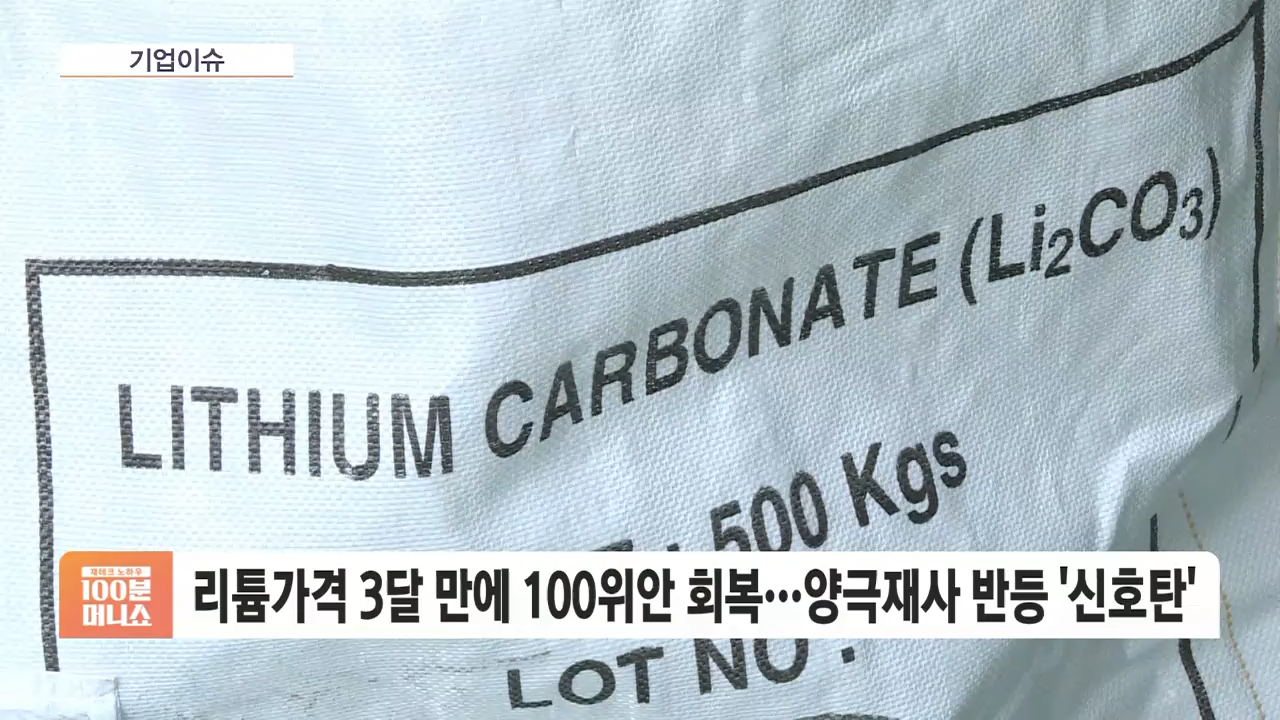 기업이슈
LITHIUM CARBONATE (Li₂CO₃)
: 500 Kgs
재테크 노하우
100분
머니쇼
리튬가격 3달 만에 100위안 회복…양극재사 반등 '신호탄'
LOT NO :